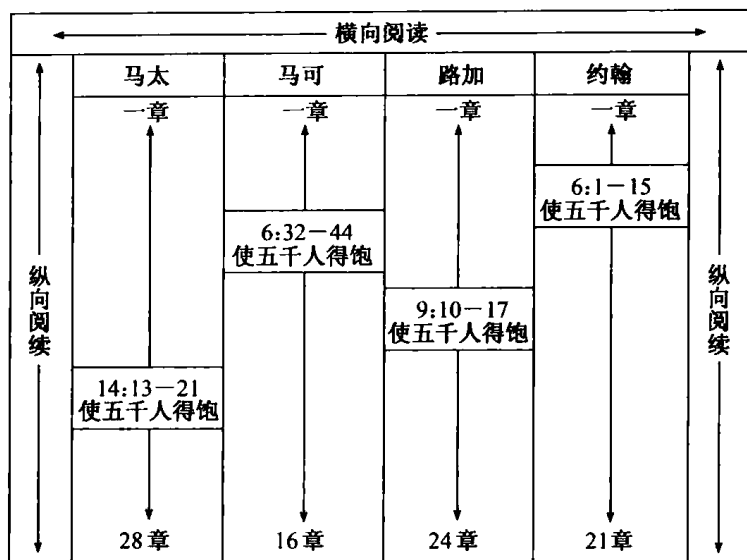 横向阅读
马太
马可
路加
约翰
一章
一章
一章
一章
6:1－15
使五千人得饱
6:32－44
使五千人得饱
9:10－17
使五千人得饱
14:13－21
使五千人得饱
纵向阅续
纵向阅续
28章
16章
24章
21章